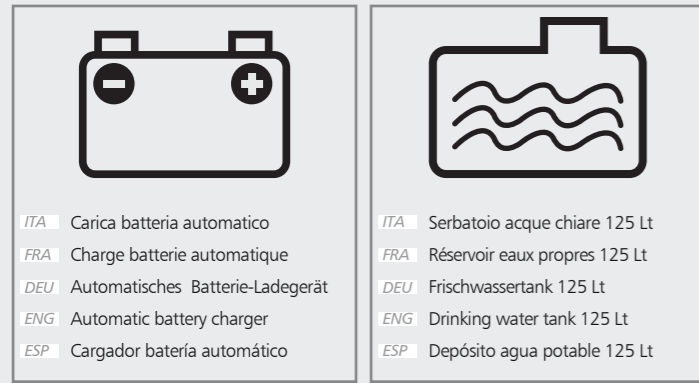 ITA Carica batteria automatico
FRA Charge batterie automatique
DEU Automatisches Batterie-Ladegerät
ENG Automatic battery charger
ESP Cargador batería automático
ITA Serbatoio acque chiare 125 Lt
FRA Réservoir eaux propres 125 Lt
DEU Frischwassertank 125 Lt
ENG Drinking water tank 125 Lt
ESP Depósito agua potable 125 Lt